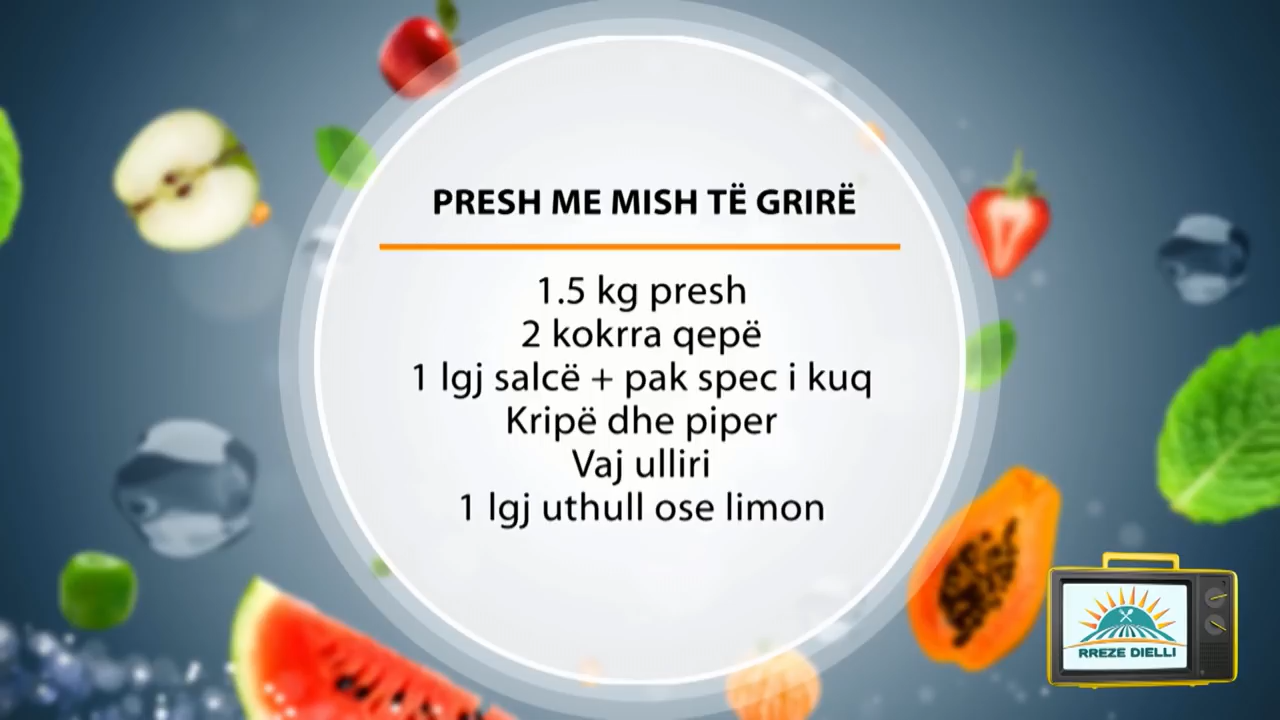 PRESH ME MISH TË GRIRË
1.5 kg presh
2 kokrra qepë
1 lgj salcë + pak spec i kuq
Kripë dhe piper
Vaj ulliri
1 lgj uthull ose limon
RREZE DIELLI